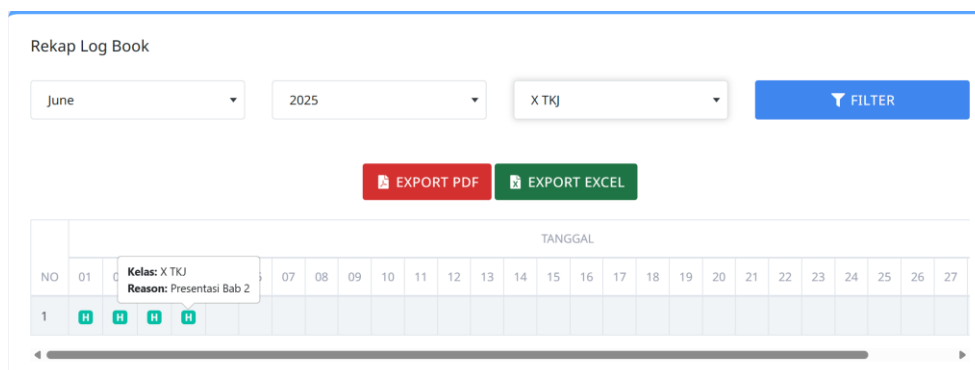 Rekap Log Book
June 2025 X TKJ FILTER
EXPORT PDF EXPORT EXCEL
TANGGAL
NO 01 07 08 09 10 11 12 13 14 15 16 17 18 19 20 21 22 23 24 25 26 27
Kelas: X TKJ
Reason: Presentasi Bab 2
1 H H H H